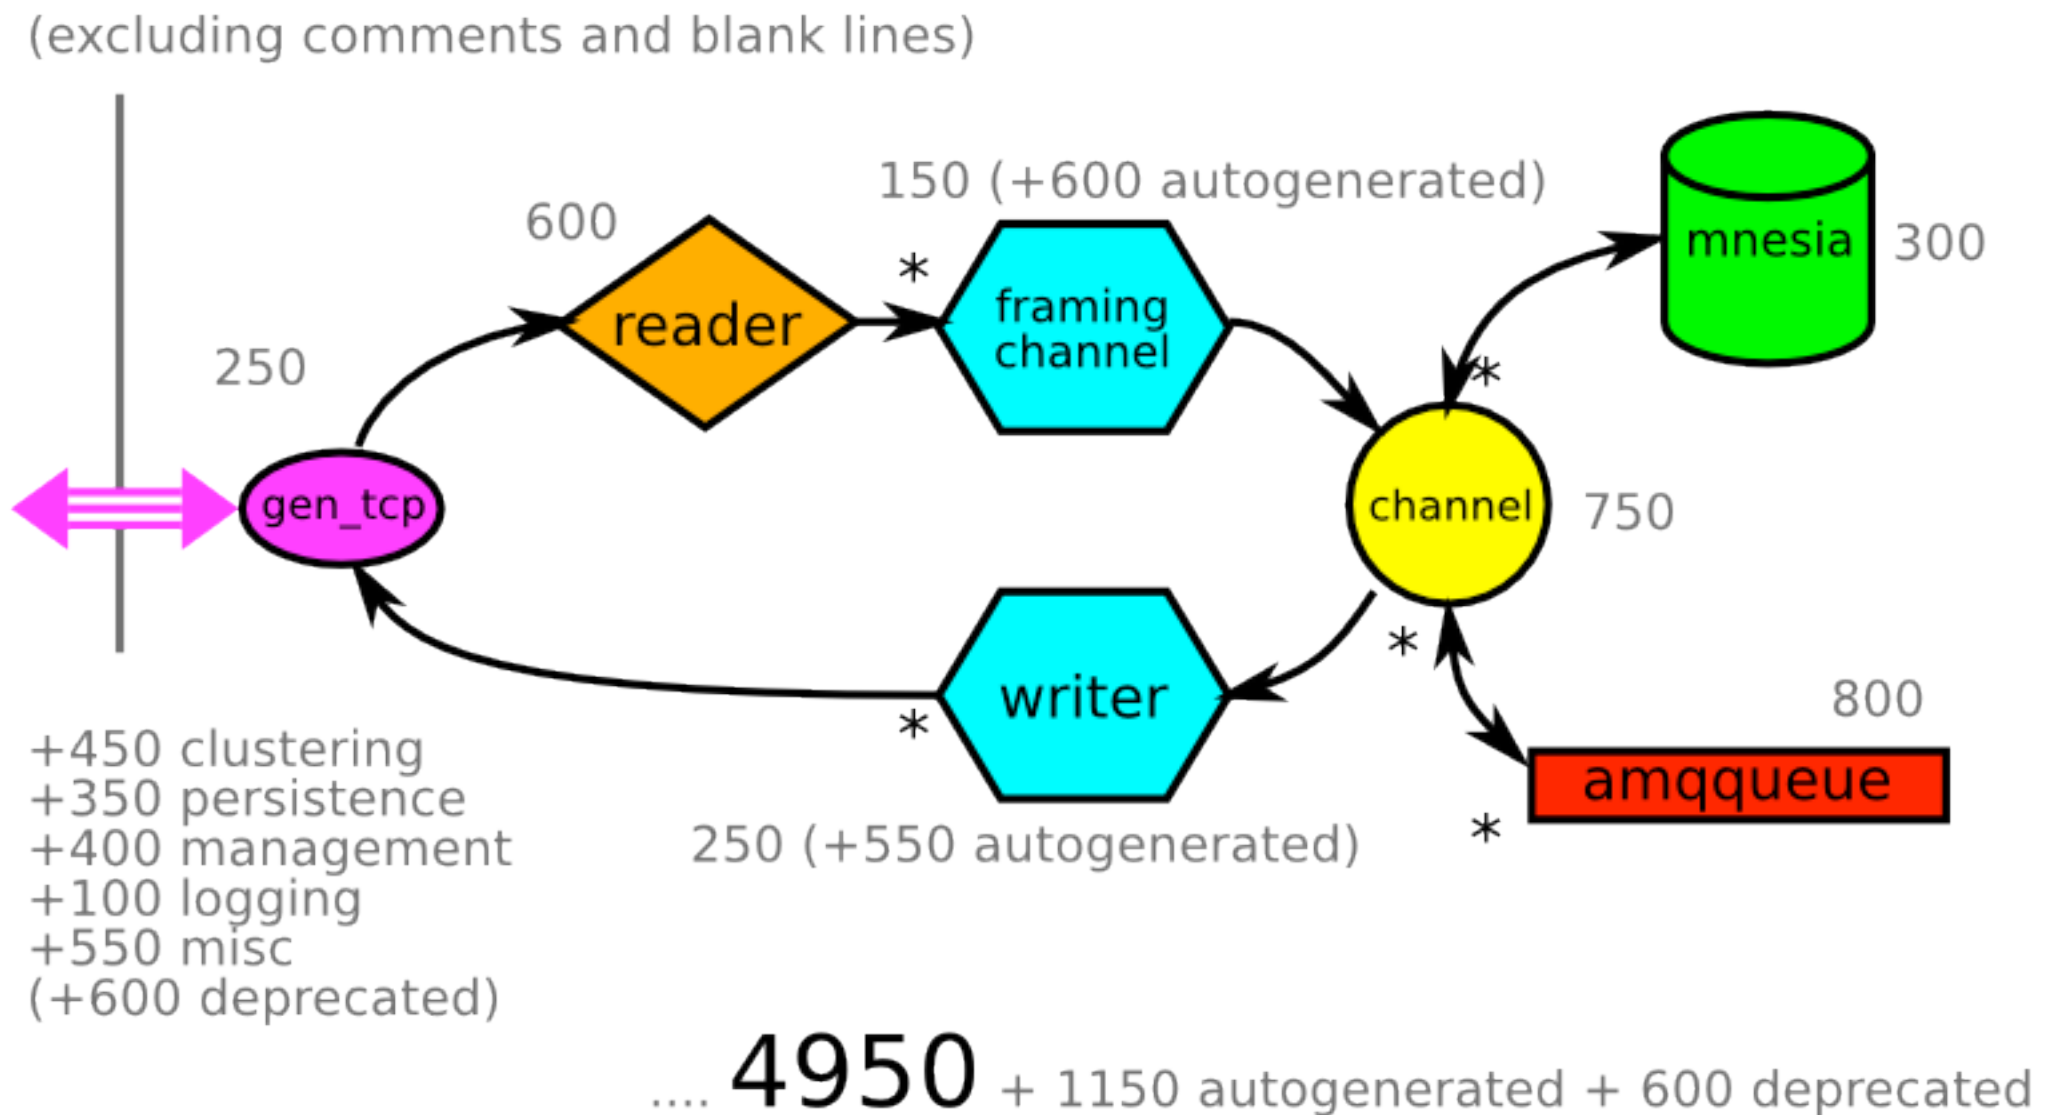 (excluding comments and blank lines)
150 (+600 autogenerated)
600
*
mnesia
300
framing
channel
reader
250
*
gen_tcp
channel
750
*
writer
*
800
amqqueue
*
+450 clustering
+350 persistence
+400 management
+100 logging
+550 misc
(+600 deprecated)
250 (+550 autogenerated)
.... 4950 + 1150 autogenerated + 600 deprecated